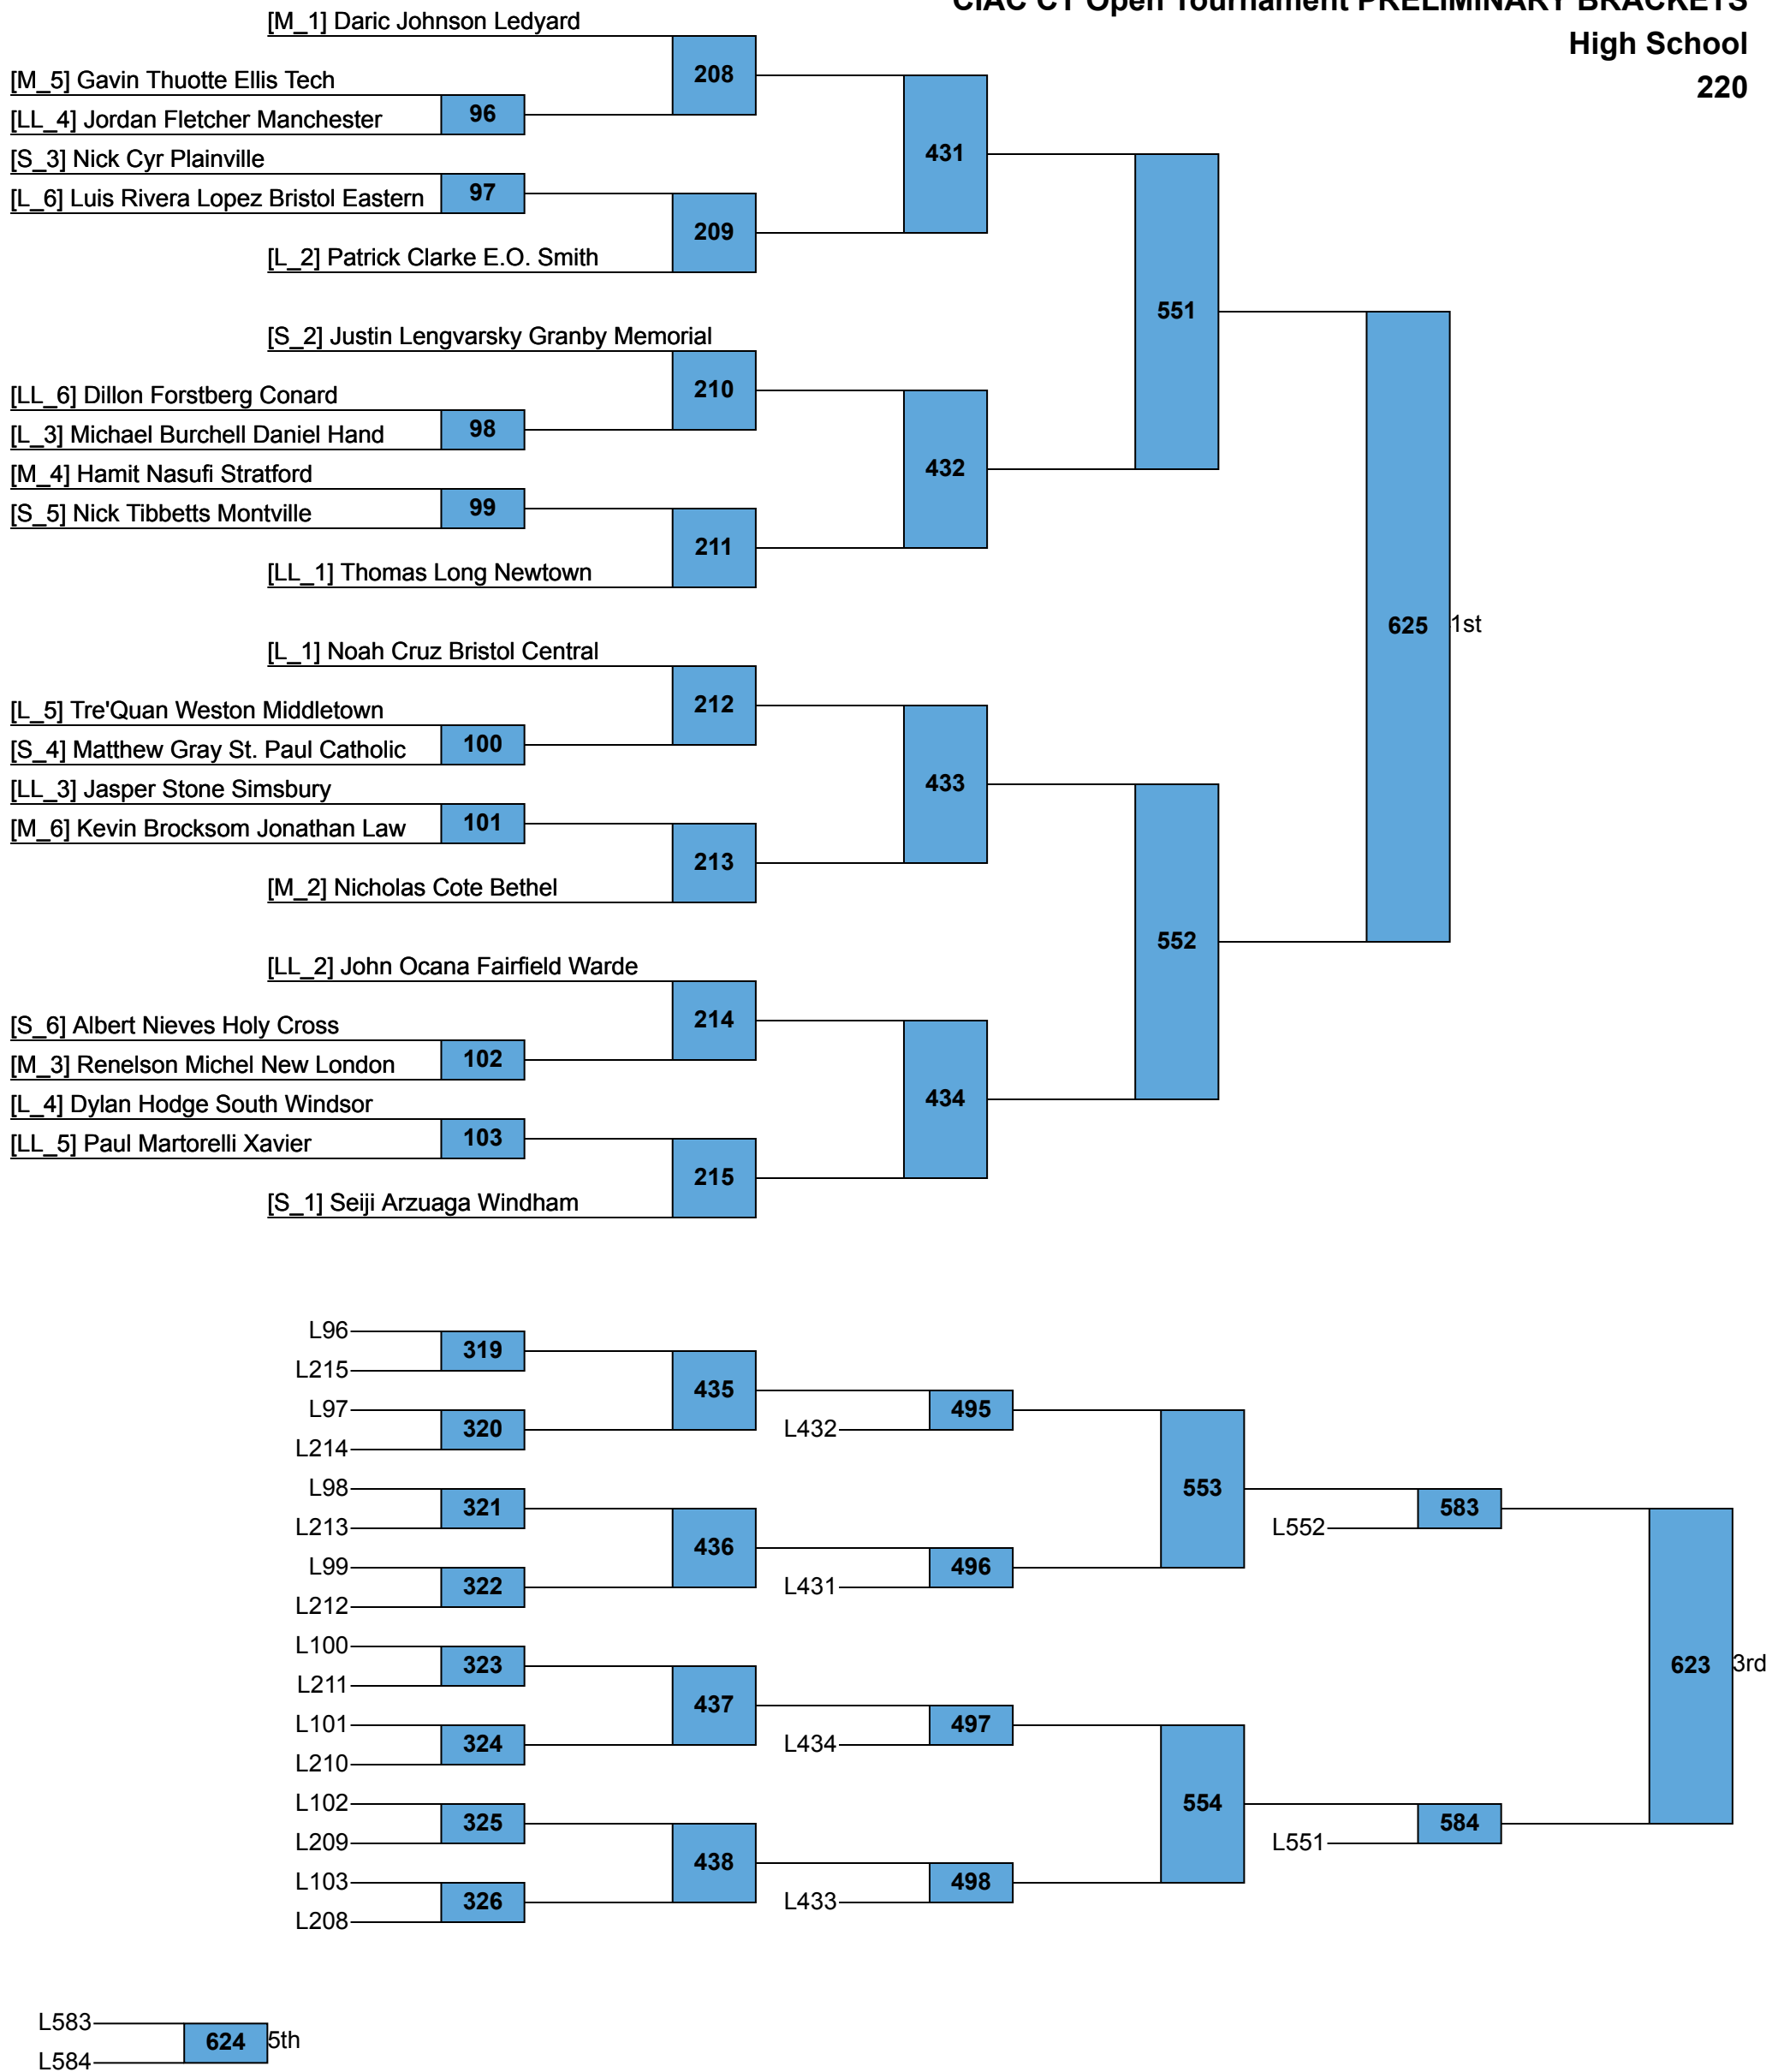 CIAC CT Open Tournament PRELIMINARY BRACKETS
High School
220
[M_1] Daric Johnson Ledyard
208
[M_5] Gavin Thuotte Ellis Tech
96
[LL_4] Jordan Fletcher Manchester
431
[S_3] Nick Cyr Plainville
97
[L_6] Luis Rivera Lopez Bristol Eastern
209
[L_2] Patrick Clarke E.O. Smith
551
[S_2] Justin Lengvarsky Granby Memorial
210
[LL_6] Dillon Forstberg Conard
98
[L_3] Michael Burchell Daniel Hand
432
[M_4] Hamit Nasufi Stratford
99
[S_5] Nick Tibbetts Montville
211
[LL_1] Thomas Long Newtown
625 1st
[L_1] Noah Cruz Bristol Central
212
[L_5] Tre'Quan Weston Middletown
100
[S_4] Matthew Gray St. Paul Catholic
433
[LL_3] Jasper Stone Simsbury
101
[M_6] Kevin Brocksom Jonathan Law
213
[M_2] Nicholas Cote Bethel
552
[LL_2] John Ocana Fairfield Warde
214
[S_6] Albert Nieves Holy Cross
102
[M_3] Renelson Michel New London
434
[L_4] Dylan Hodge South Windsor
103
[LL_5] Paul Martorelli Xavier
215
[S_1] Seiji Arzuaga Windham
L96
319
L215
435
L97
495
320
L432
L214
L98
553
321
583
L213
L552
436
L99
496
322
L431
L212
L100
323
623 3rd
L211
437
L101
497
324
L434
L210
L102
554
325
584
L209
L551
438
L103
498
326
L433
L208
L583
624 5th
L584